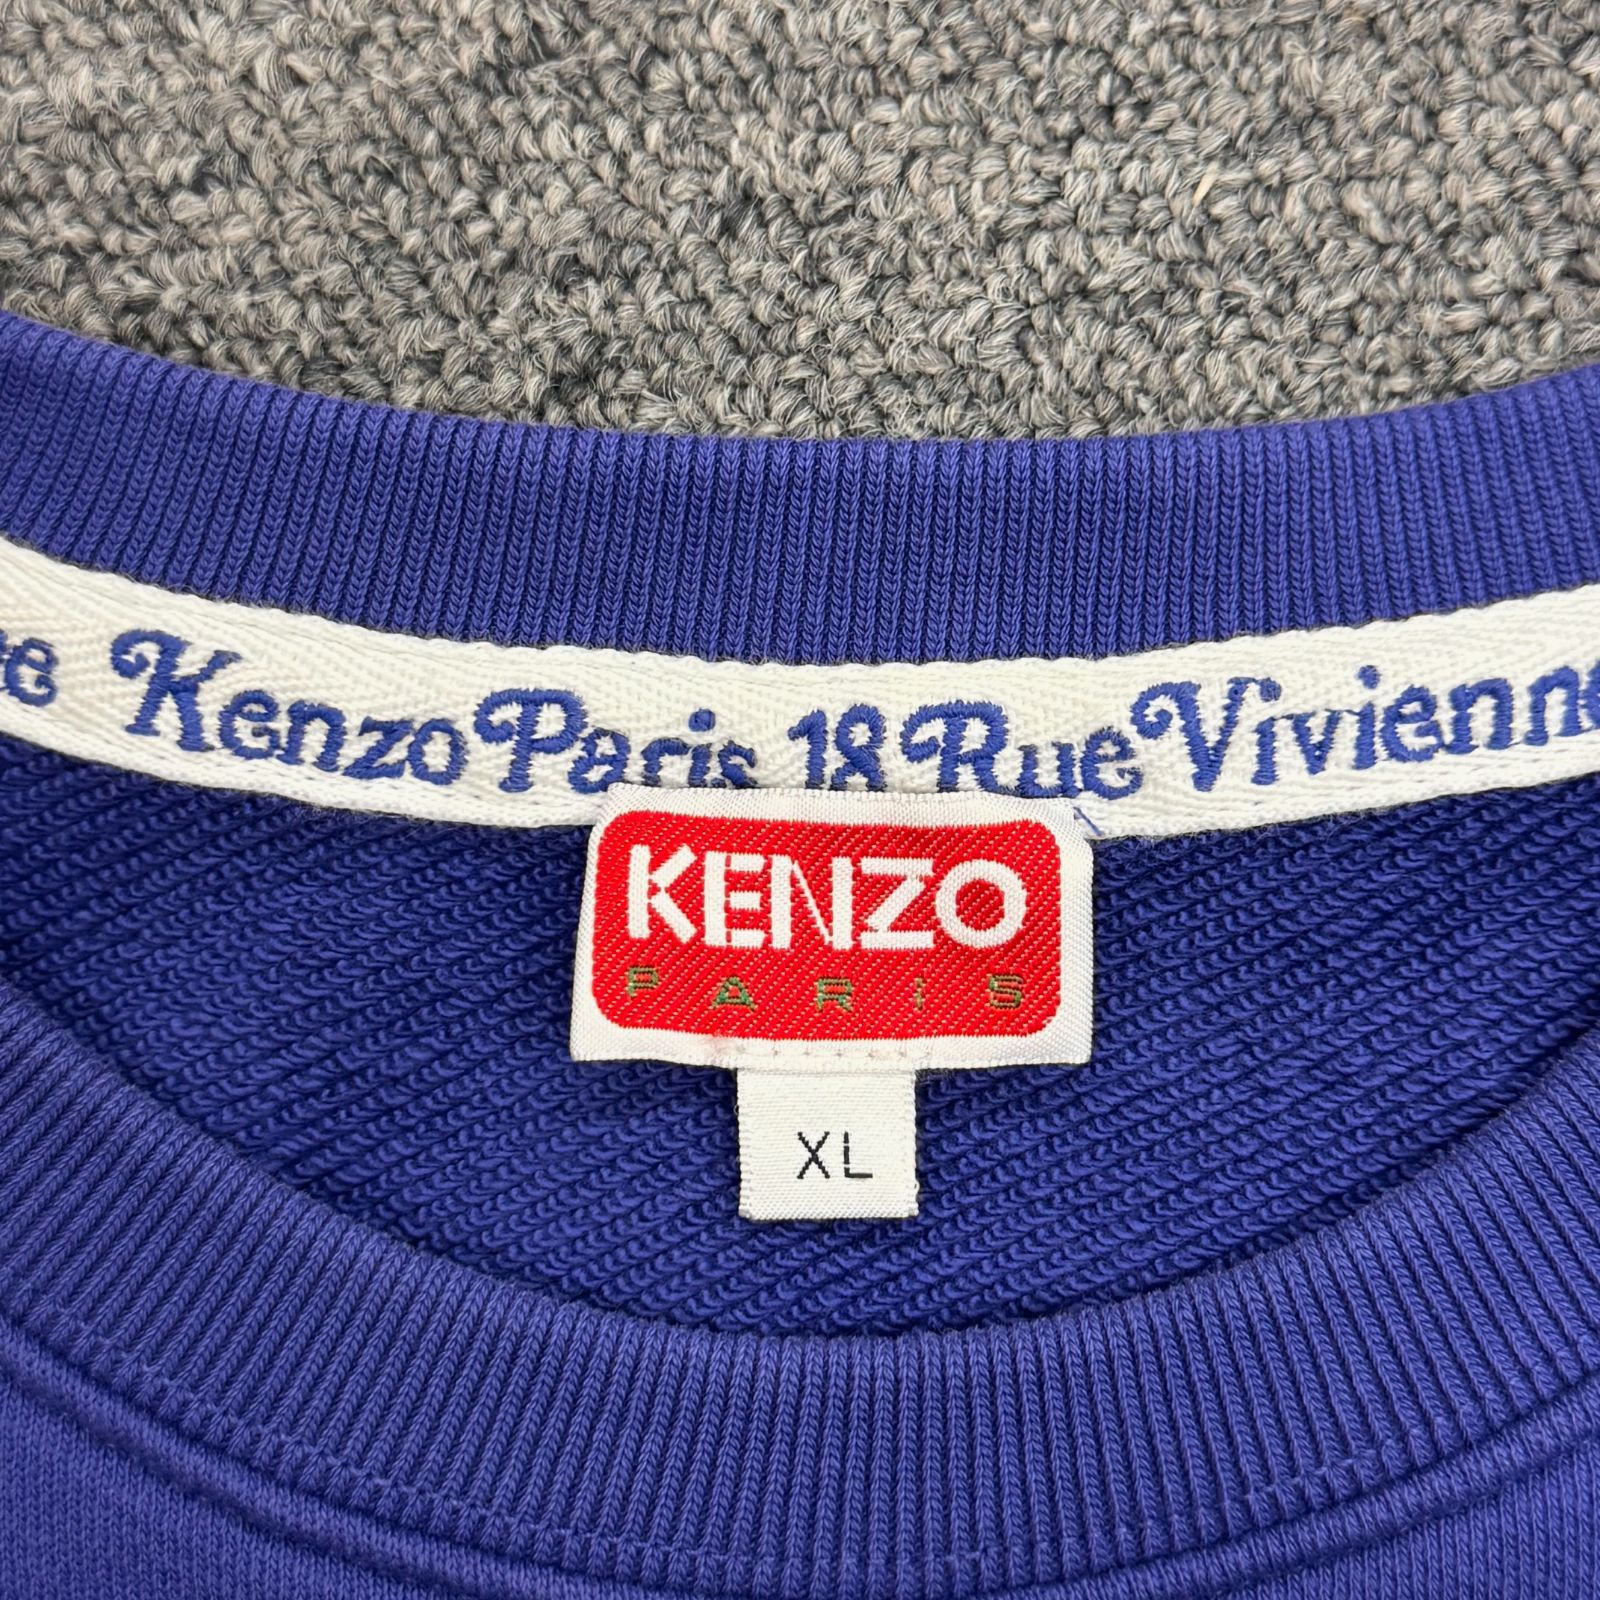 Kenzo Paris 18 Rue Vivienne
KENZO
PARiS
XL